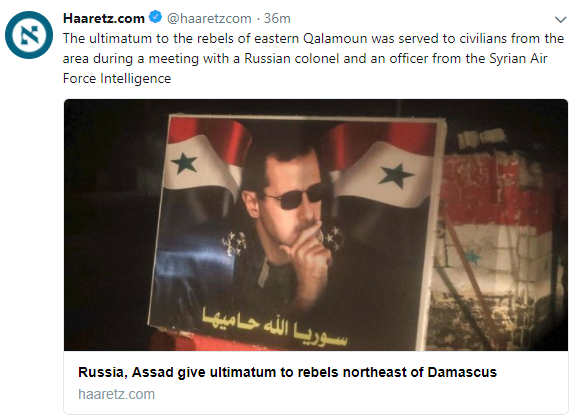 Haaretz.com @haaretzcom · 36m
The ultimatum to the rebels of eastern Qalamoun was served to civilians from the
area during a meeting with a Russian colonel and an officer from the Syrian Air
Force Intelligence
سوريا الله حاميها
Russia, Assad give ultimatum to rebels northeast of Damascus
haaretz.com